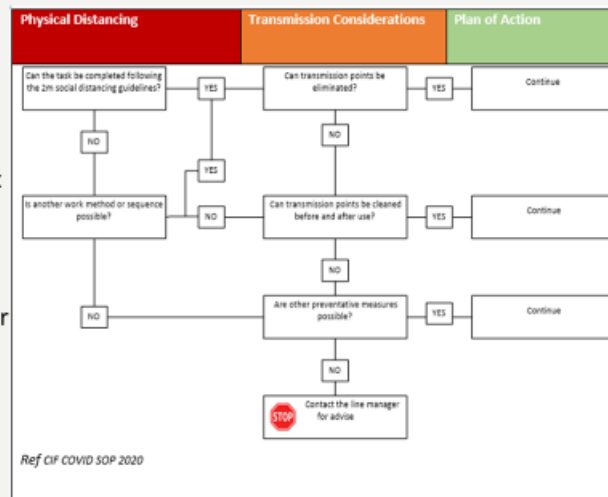 Physical Distancing
Transmission Considerations
Plan of Action
Can the task be completed following
the 2m social distancing guidelines?
YES
Can transmission points be
eliminated?
YES
Continue
NO
NO
YES
Is another work method or sequence
possible?
NO
Can transmission points be cleaned
before and after use?
YES
Continue
NO
NO
Are other preventative measures
possible?
YES
Continue
NO
STOP
Contact the line manager
for advise
Ref CIF COVID SOP 2020
r